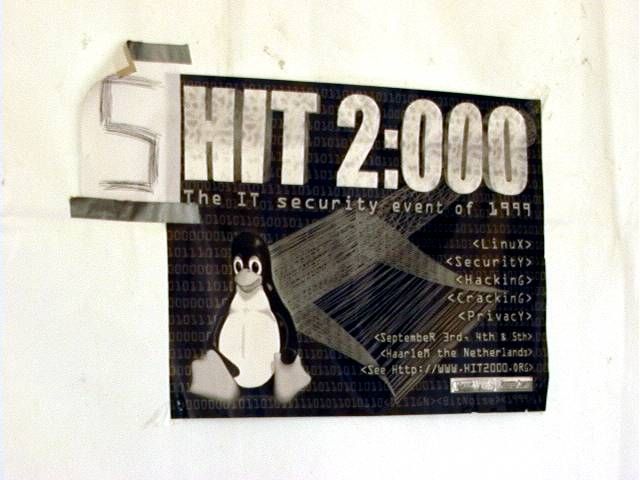 S HIT 2:000
The IT security event of 1999
<LinuX>
<SecuritY>
<HackinG>
<CrackinG>
<PrivacY>
<SeptembeR 3rd, 4th & 5th>
<HaarleM the Netherlands>
<See Http://WWW.HIT2000.ORG>